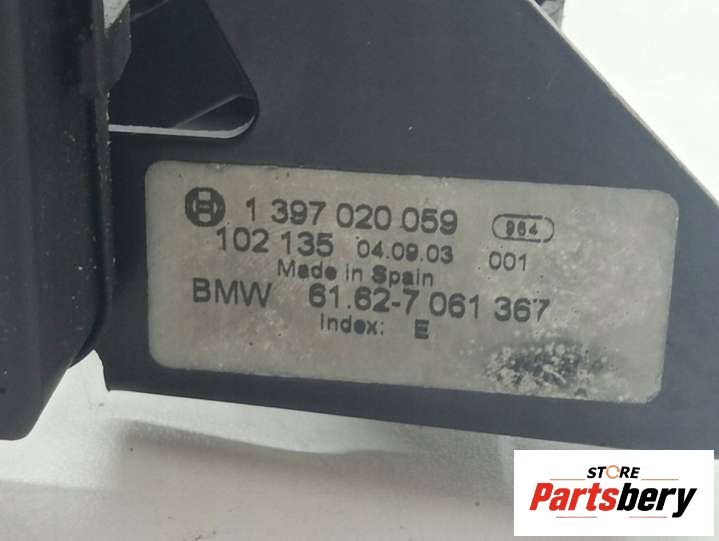 1 397 020 059 964
102 135 04.09.03 001
Made in Spain
BMW 61.62-7 061 367
Index: E
STORE
Partsbery